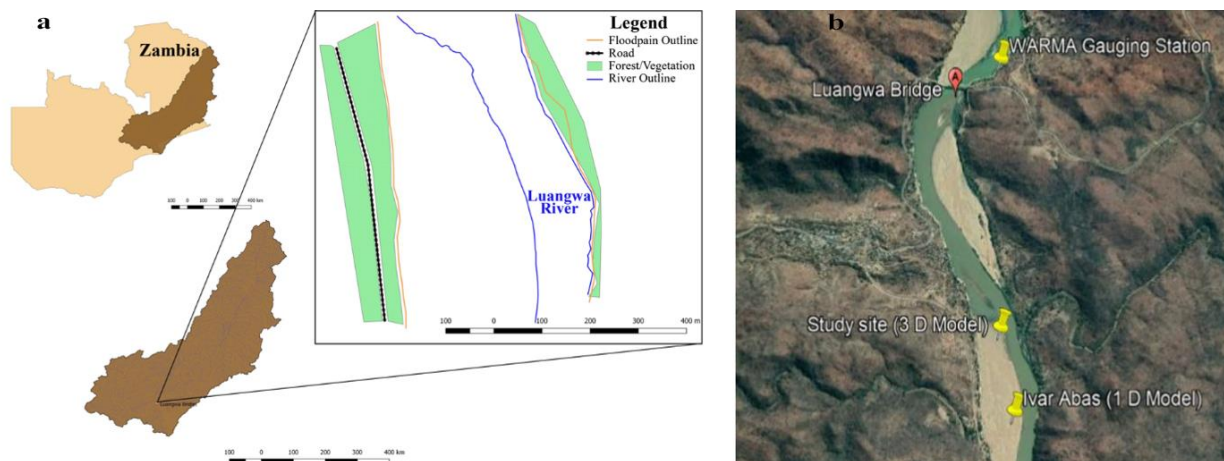 a
Zambia
100 0 100 200 300 400 km
Luangwa Bridge
100 0 100 200 300 400 km
Legend
Floodpain Outline
Road
Forest/Vegetation
River Outline
Luangwa
River
100 0 100 200 300 400 m
b
WARMA Gauging Station
A
Luangwa Bridge
Study site (3 D Model)
Ivar Abas (1 D Model)